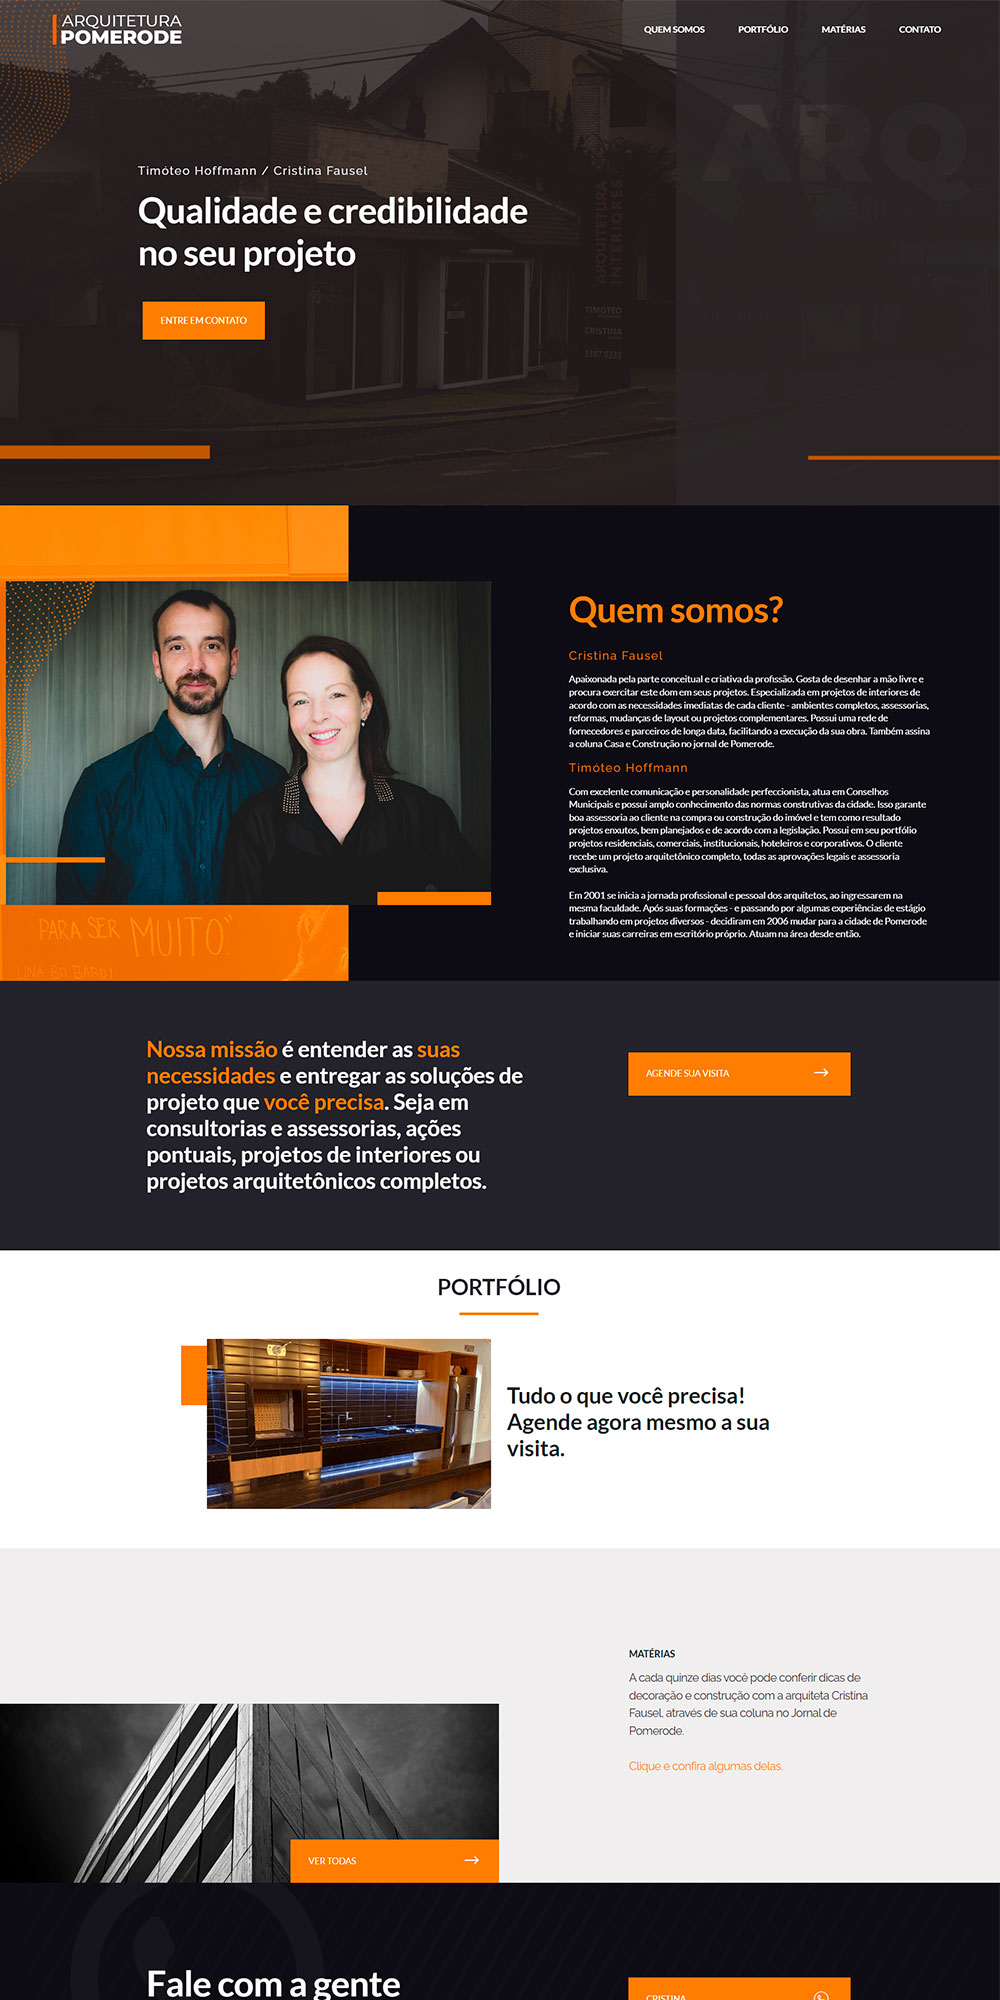 ARQUITETURA
POMERODE
QUEM SOMOS
PORTFÓLIO
MATÉRIAS
CONTATO
ARQ
Timóteo Hoffmann / Cristina Fausel
Qualidade e credibilidade
no seu projeto
ENTRE EM CONTATO
ARQUITETURA
INTERIORES
TIMOTEO
CRISTINA
3387-0233
Quem somos?
Cristina Fausel
Apaixonada pela parte conceitual e criativa da profissão. Gosta de desenhar a mão livre e
procura exercitar este dom em seus projetos. Especializada em projetos de interiores de
acordo com as necessidades imediatas de cada cliente - ambientes completos, assessorias,
reformas, mudanças de layout ou projetos complementares. Possui uma rede de
fornecedores e parceiros de longa data, facilitando a execução da sua obra. Também assina
a coluna Casa e Construção no jornal de Pomerode.
Timóteo Hoffmann
Com excelente comunicação e personalidade perfeccionista, atua em Conselhos
Municipais e possui amplo conhecimento das normas construtivas da cidade. Isso garante
boa assessoria ao cliente na compra ou construção do imóvel e tem como resultado
projetos enxutos, bem planejados e de acordo com a legislação. Possui em seu portfólio
projetos residenciais, comerciais, institucionais, hoteleiros e corporativos. O cliente
recebe um projeto arquitetônico completo, todas as aprovações legais e assessoria
exclusiva.
Em 2001 se inicia a jornada profissional e pessoal dos arquitetos, ao ingressarem na
mesma faculdade. Após suas formações - e passando por algumas experiências de estágio
trabalhando em projetos diversos - decidiram em 2006 mudar para a cidade de Pomerode
e iniciar suas carreiras em escritório próprio. Atuam na área desde então.
PARA SER MUITO."
LINA BO BARDI
Nossa missão é entender as suas
necessidades e entregar as soluções de
projeto que você precisa. Seja em
consultorias e assessorias, ações
pontuais, projetos de interiores ou
projetos arquitetônicos completos.
AGENDE SUA VISITA
PORTFÓLIO
Tudo o que você precisa!
Agende agora mesmo a sua
visita.
MATÉRIAS
A cada quinze dias você pode conferir dicas de
decoração e construção com a arquiteta Cristina
Fausel, através de sua coluna no Jornal de
Pomerode.
Clique e confira algumas delas.
VER TODAS
Fale com a gente
CRISTINA